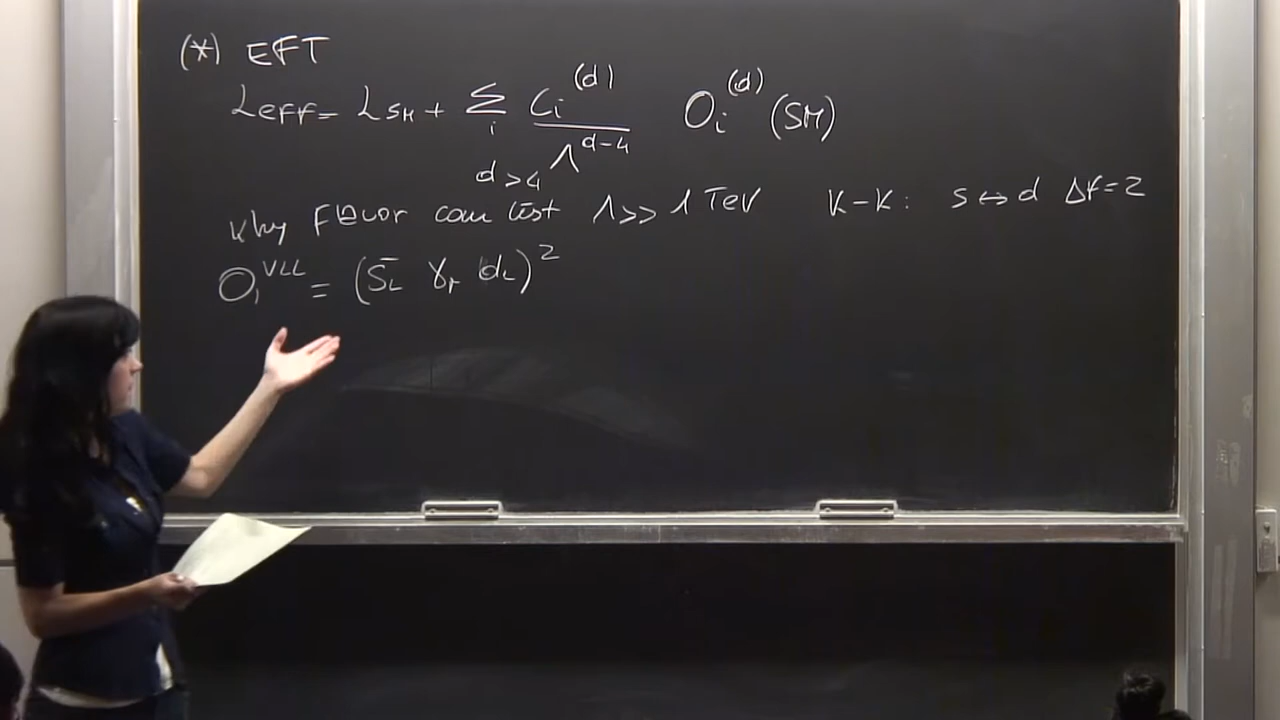 (*) EFT
L_EFF = L_SM + Σ_{i, d>4} C_i^{(d)} / Λ^{d-4} O_i^{(d)} (SM)
Why Flavor can test Λ >> 1 TeV K-K: s ↔ d ΔF=2
O_1^{VLL} = (s̄_L γ_μ d_L)^2